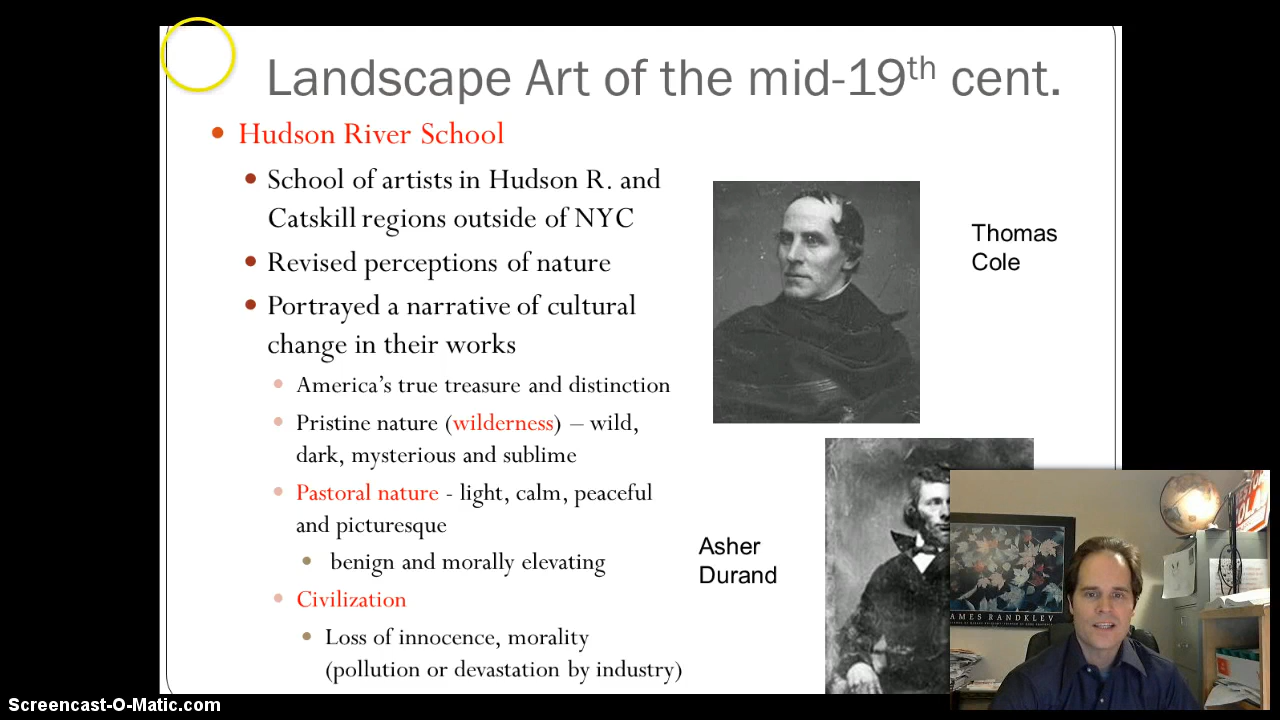 Landscape Art of the mid-19th cent.
Hudson River School
School of artists in Hudson R. and
Catskill regions outside of NYC
Revised perceptions of nature
Portrayed a narrative of cultural
change in their works
America's true treasure and distinction
Pristine nature (wilderness) – wild,
dark, mysterious and sublime
Pastoral nature - light, calm, peaceful
and picturesque
benign and morally elevating
Civilization
Loss of innocence, morality
(pollution or devastation by industry)
Thomas
Cole
Asher
Durand
AMES RANDKLEV
Screencast-O-Matic.com